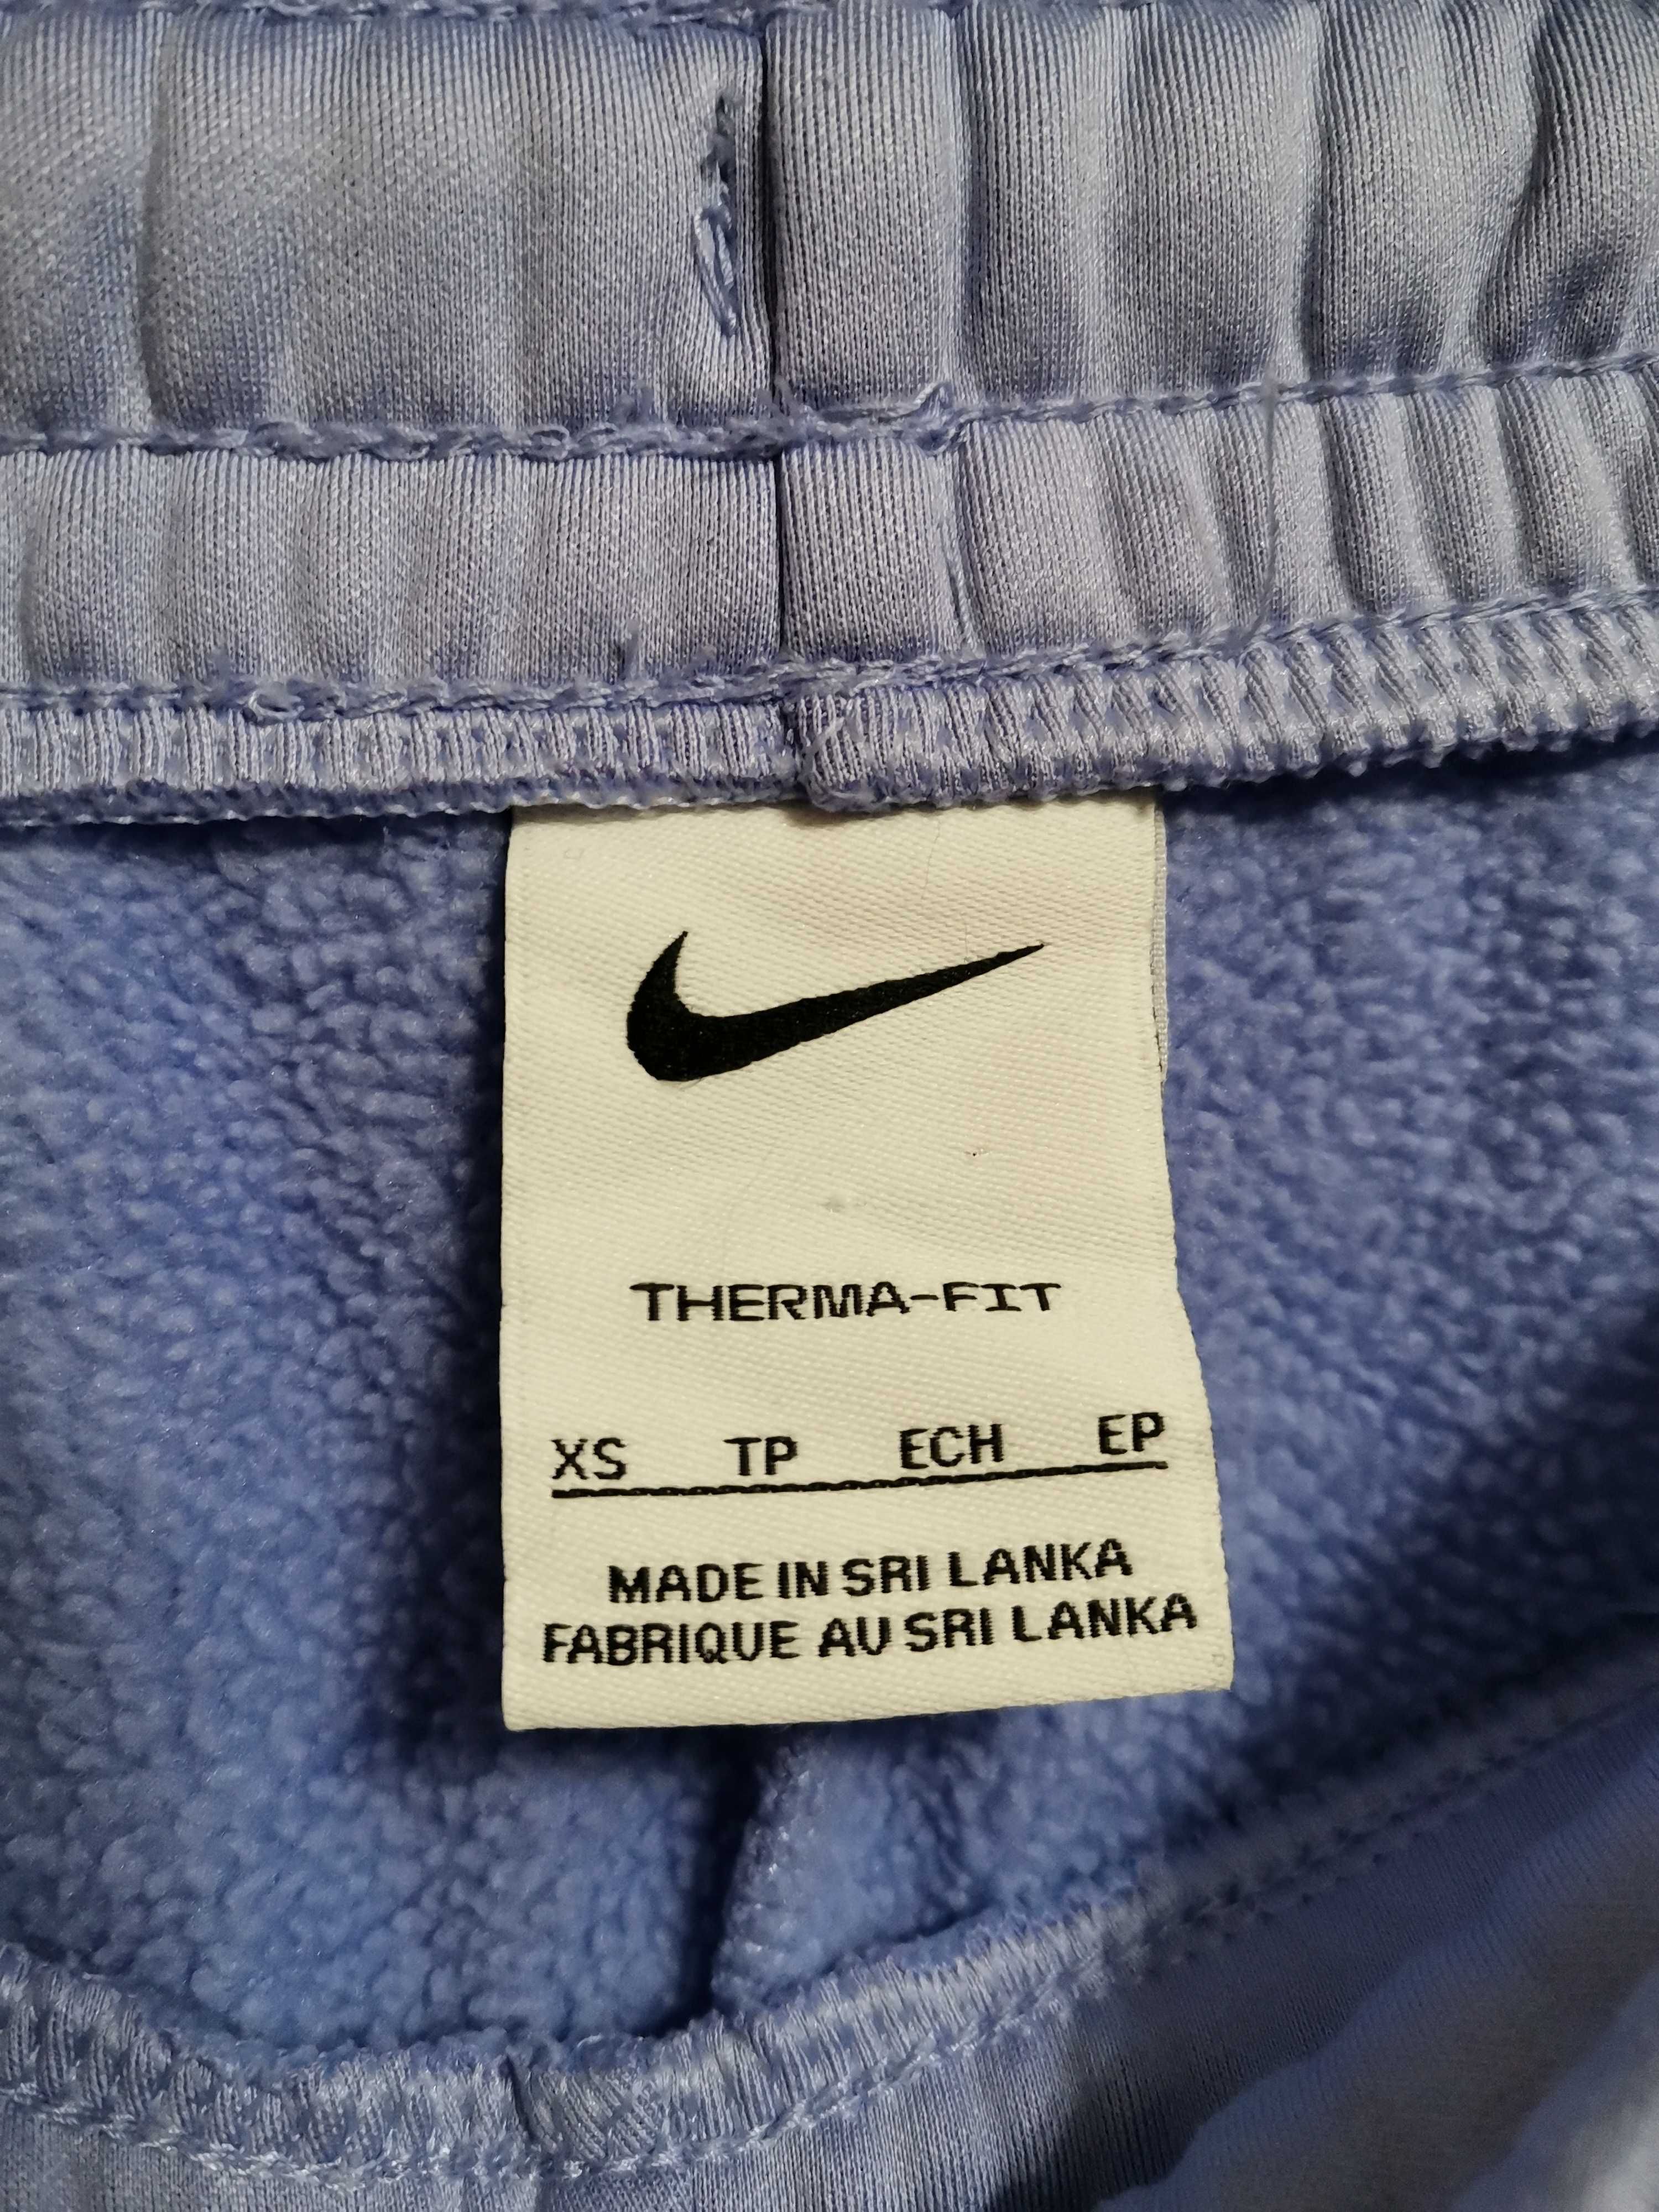 THERMA-FIT
XS TP ECH EP
MADE IN SRI LANKA
FABRIQUE AU SRI LANKA